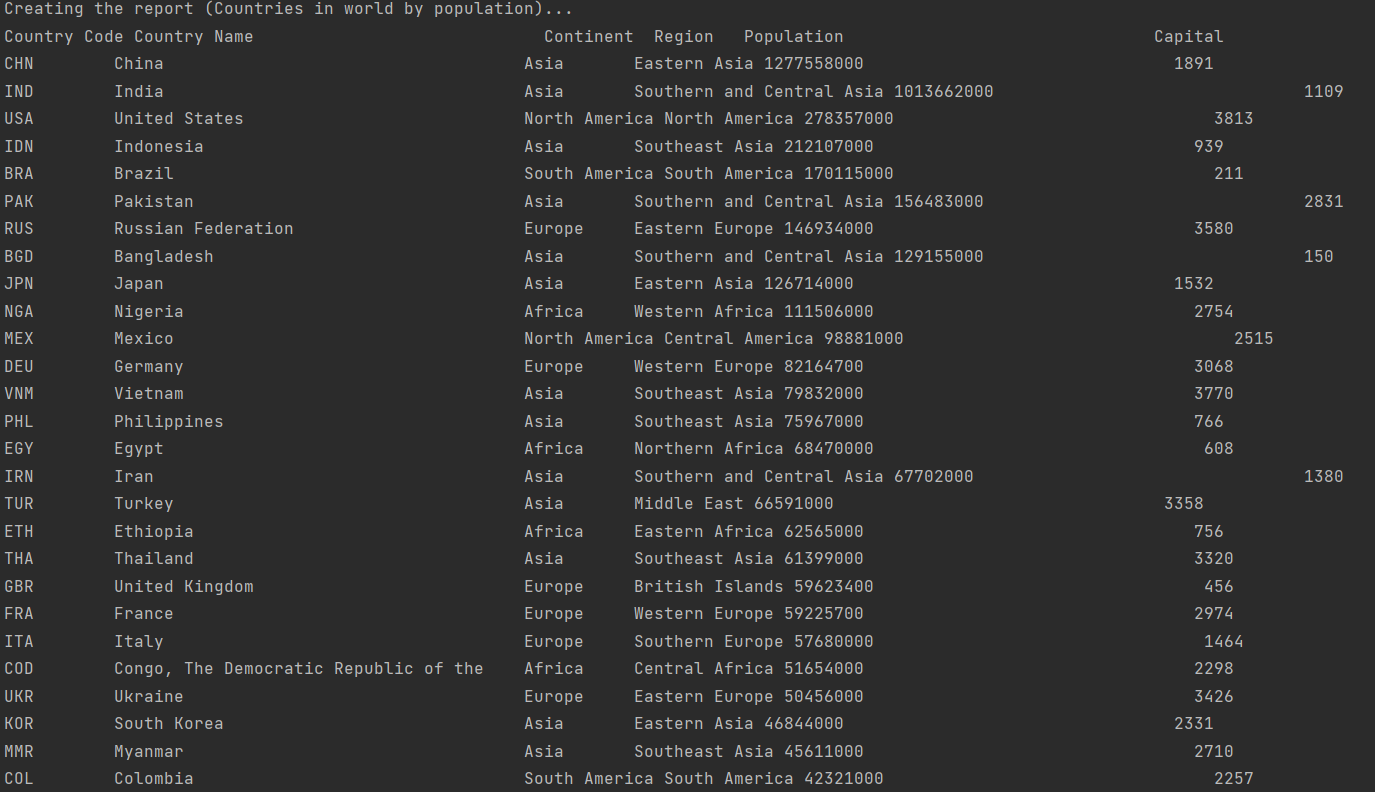 Creating the report (Countries in world by population)...
Country Code Country Name                             Continent  Region   Population                               Capital
CHN        China                                    Asia       Eastern Asia 1277558000                               1891
IND        India                                    Asia       Southern and Central Asia 1013662000                               1109
USA        United States                            North America North America 278357000                                3813
IDN        Indonesia                                Asia       Southeast Asia 212107000                                939
BRA        Brazil                                   South America South America 170115000                                211
PAK        Pakistan                                 Asia       Southern and Central Asia 156483000                                2831
RUS        Russian Federation                       Europe     Eastern Europe 146934000                                3580
BGD        Bangladesh                               Asia       Southern and Central Asia 129155000                                150
JPN        Japan                                    Asia       Eastern Asia 126714000                                1532
NGA        Nigeria                                  Africa     Western Africa 111506000                                2754
MEX        Mexico                                   North America Central America 98881000                                 2515
DEU        Germany                                  Europe     Western Europe 82164700                                 3068
VNM        Vietnam                                  Asia       Southeast Asia 79832000                                 3770
PHL        Philippines                              Asia       Southeast Asia 75967000                                 766
EGY        Egypt                                    Africa     Northern Africa 68470000                                 608
IRN        Iran                                     Asia       Southern and Central Asia 67702000                                 1380
TUR        Turkey                                   Asia       Middle East 66591000                                 3358
ETH        Ethiopia                                 Africa     Eastern Africa 62565000                                 756
THA        Thailand                                 Asia       Southeast Asia 61399000                                 3320
GBR        United Kingdom                           Europe     British Islands 59623400                                 456
FRA        France                                   Europe     Western Europe 59225700                                 2974
ITA        Italy                                    Europe     Southern Europe 57680000                                 1464
COD        Congo, The Democratic Republic of the    Africa     Central Africa 51654000                                 2298
UKR        Ukraine                                  Europe     Eastern Europe 50456000                                 3426
KOR        South Korea                              Asia       Eastern Asia 46844000                                 2331
MMR        Myanmar                                  Asia       Southeast Asia 45611000                                 2710
COL        Colombia                                 South America South America 42321000                                 2257